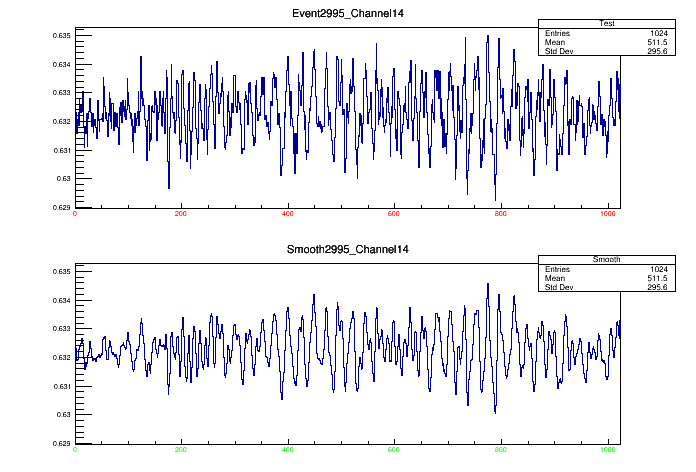 Event2995_Channel14
Test
Entries 1024
Mean 511.5
Std Dev 295.6
0.635
0.634
0.633
0.632
0.631
0.63
0.629
0 200 400 600 800 1000
Smooth2995_Channel14
Smooth
Entries 1024
Mean 511.5
Std Dev 295.6
0.635
0.634
0.633
0.632
0.631
0.63
0.629
0 200 400 600 800 1000